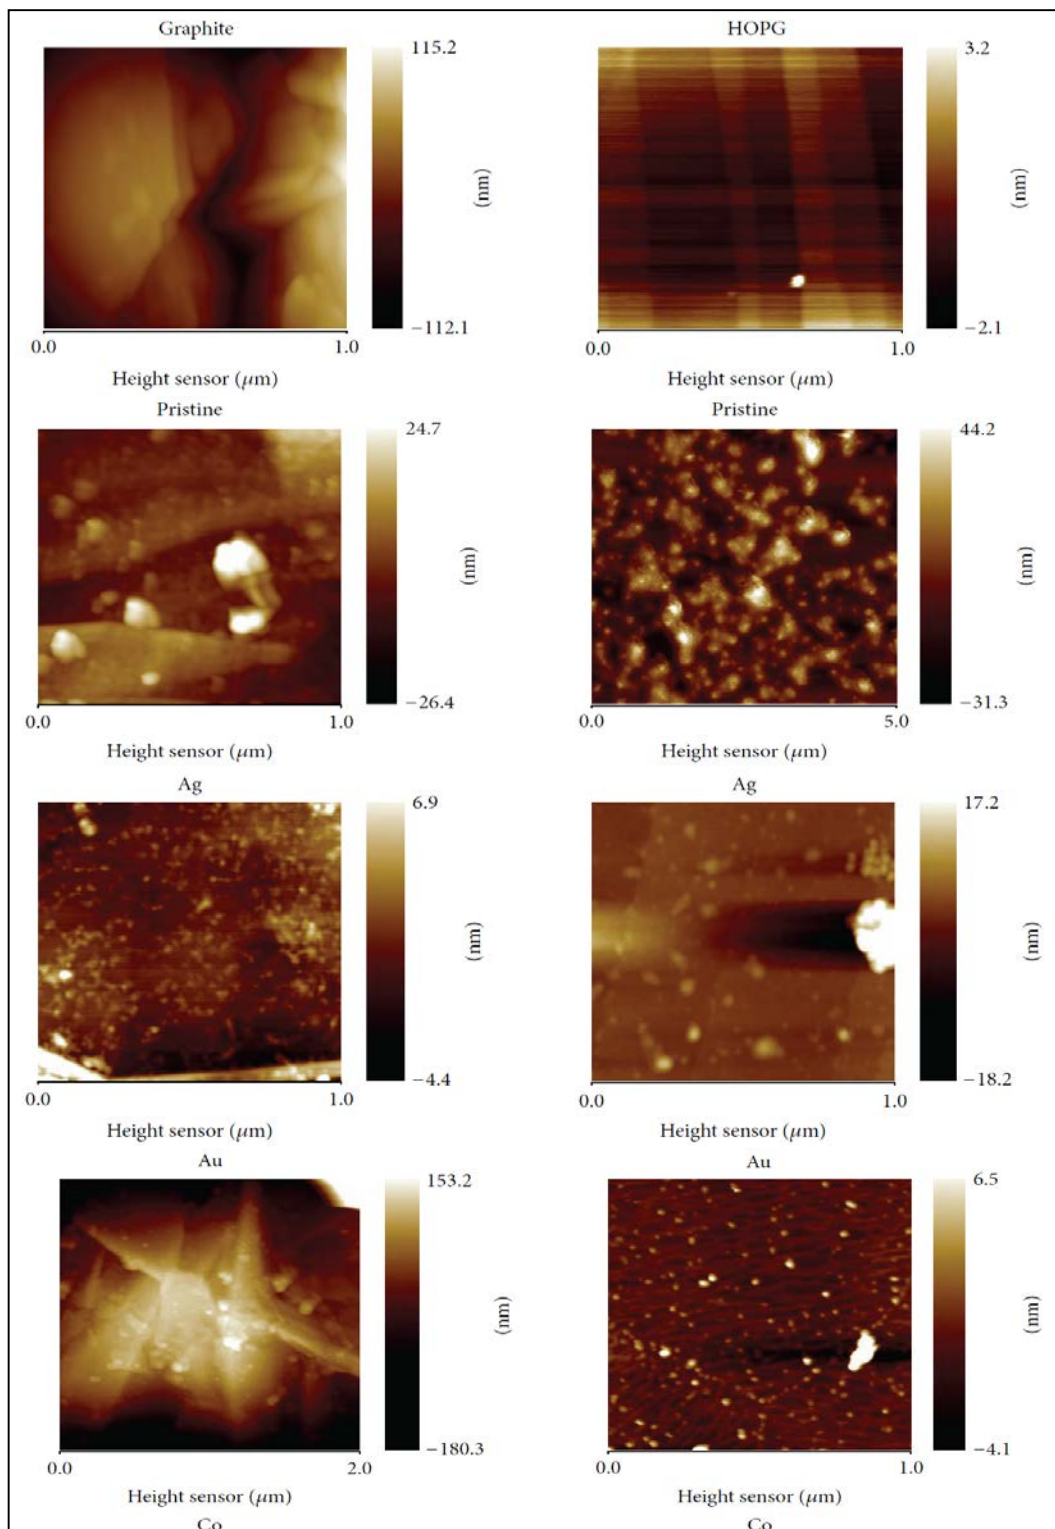 Graphite HOPG
115.2 3.2
(nm) (nm)
−112.1 −2.1
0.0 1.0 0.0 1.0
Height sensor (μm) Height sensor (μm)
Pristine Pristine
24.7 44.2
(nm) (nm)
−26.4 −31.3
0.0 1.0 0.0 5.0
Height sensor (μm) Height sensor (μm)
Ag Ag
6.9 17.2
(nm) (nm)
−4.4 −18.2
0.0 1.0 0.0 1.0
Height sensor (μm) Height sensor (μm)
Au Au
153.2 6.5
(nm) (nm)
−180.3 −4.1
0.0 2.0 0.0 1.0
Height sensor (μm) Height sensor (μm)
Co Co